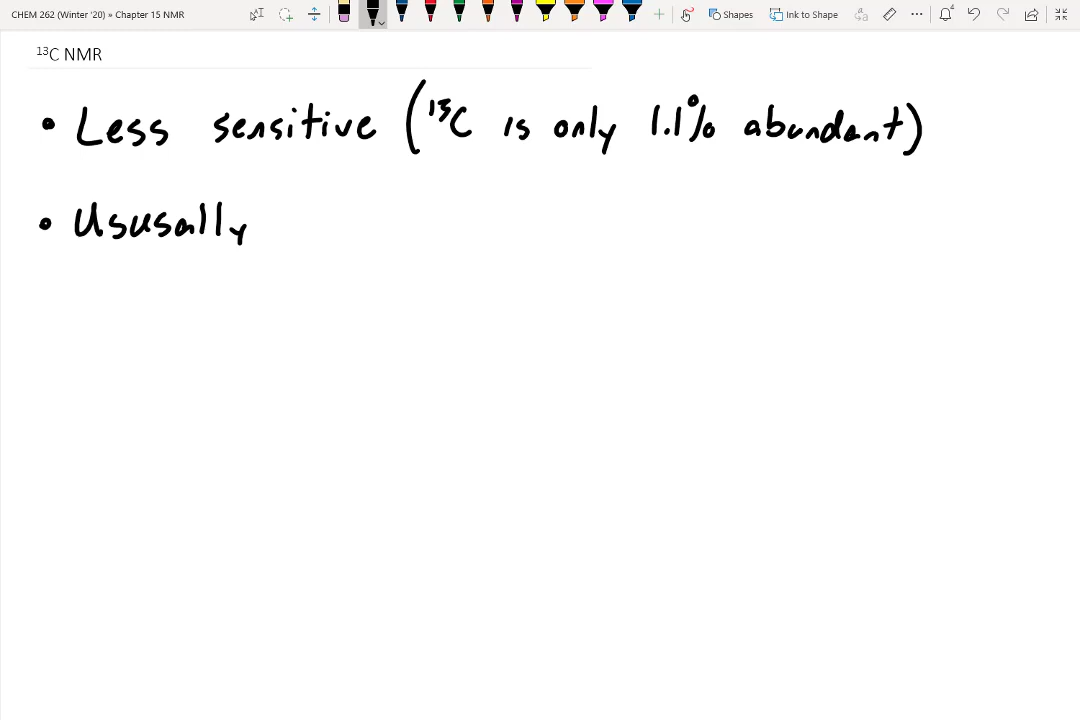 CHEM 262 (Winter '20) » Chapter 15 NMR Shapes Ink to Shape
¹³C NMR
• Less sensitive (¹³C is only 1.1% abundant)
• Ususally